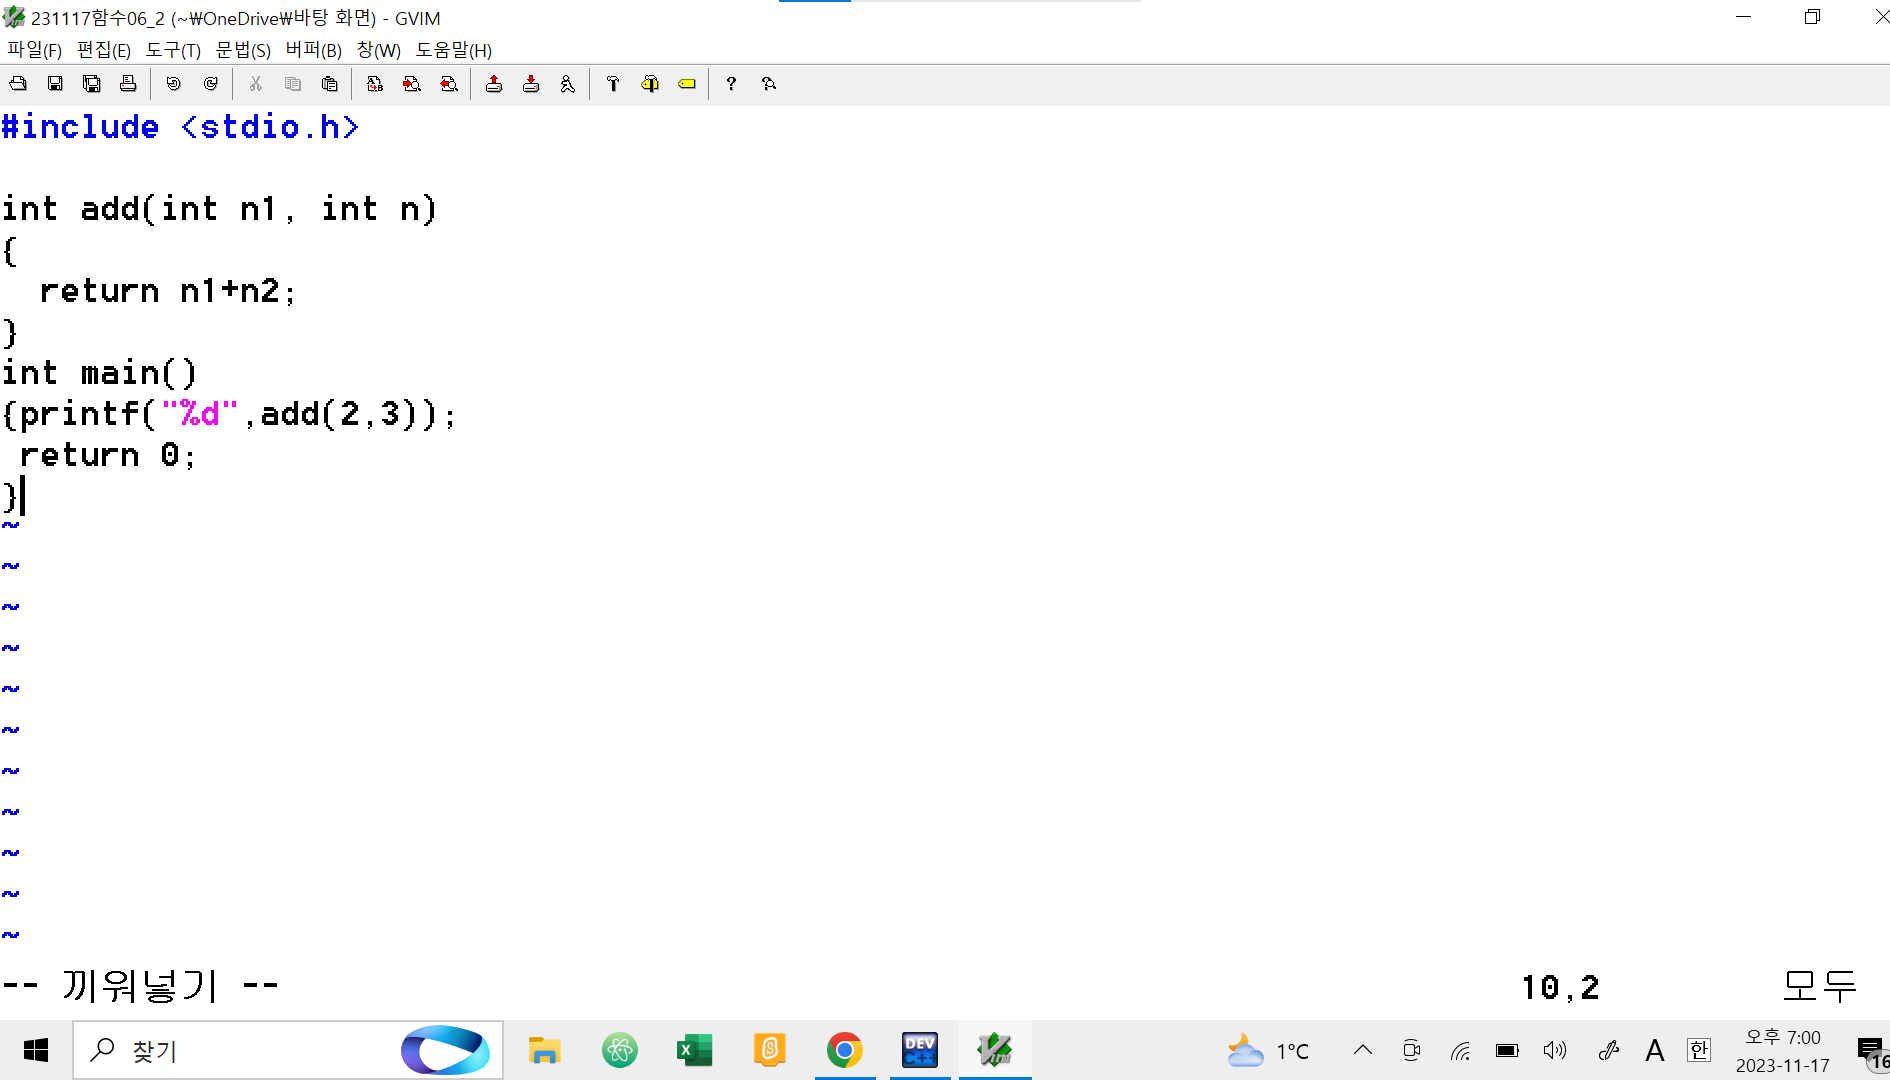 231117함수06_2 (~₩OneDrive₩바탕 화면) - GVIM
파일(F) 편집(E) 도구(T) 문법(S) 버퍼(B) 창(W) 도움말(H)
#include <stdio.h>
int add(int n1, int n)
{
  return n1+n2;
}
int main()
{printf("%d",add(2,3));
 return 0;
}
~
~
~
~
~
~
~
~
~
~
~
-- 끼워넣기 -- 10,2 모두
찾기 DEV C++ 1°C A 한 오후 7:00
2023-11-17 16